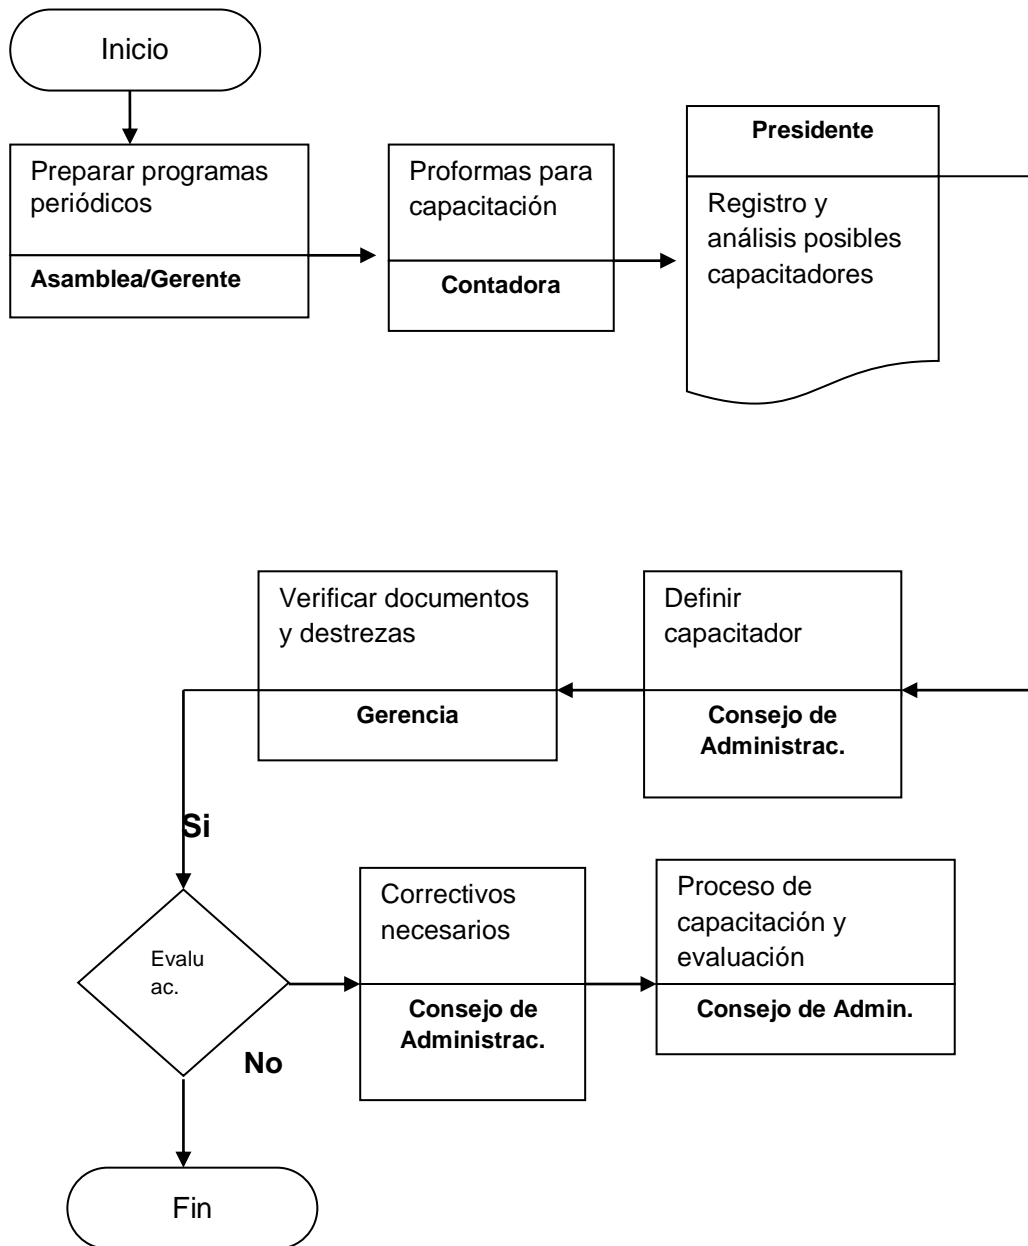 Inicio
Preparar programas
periódicos
Asamblea/Gerente
Proformas para
capacitación
Contadora
Presidente
Registro y
análisis posibles
capacitadores
Definir
capacitador
Consejo de
Administrac.
Verificar documentos
y destrezas
Gerencia
Si
Evalu
ac.
No
Correctivos
necesarios
Consejo de
Administrac.
Proceso de
capacitación y
evaluación
Consejo de Admin.
Fin